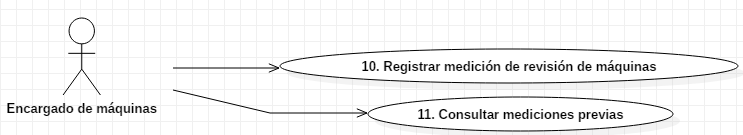 10. Registrar medición de revisión de máquinas
Encargado de máquinas
11. Consultar mediciones previas